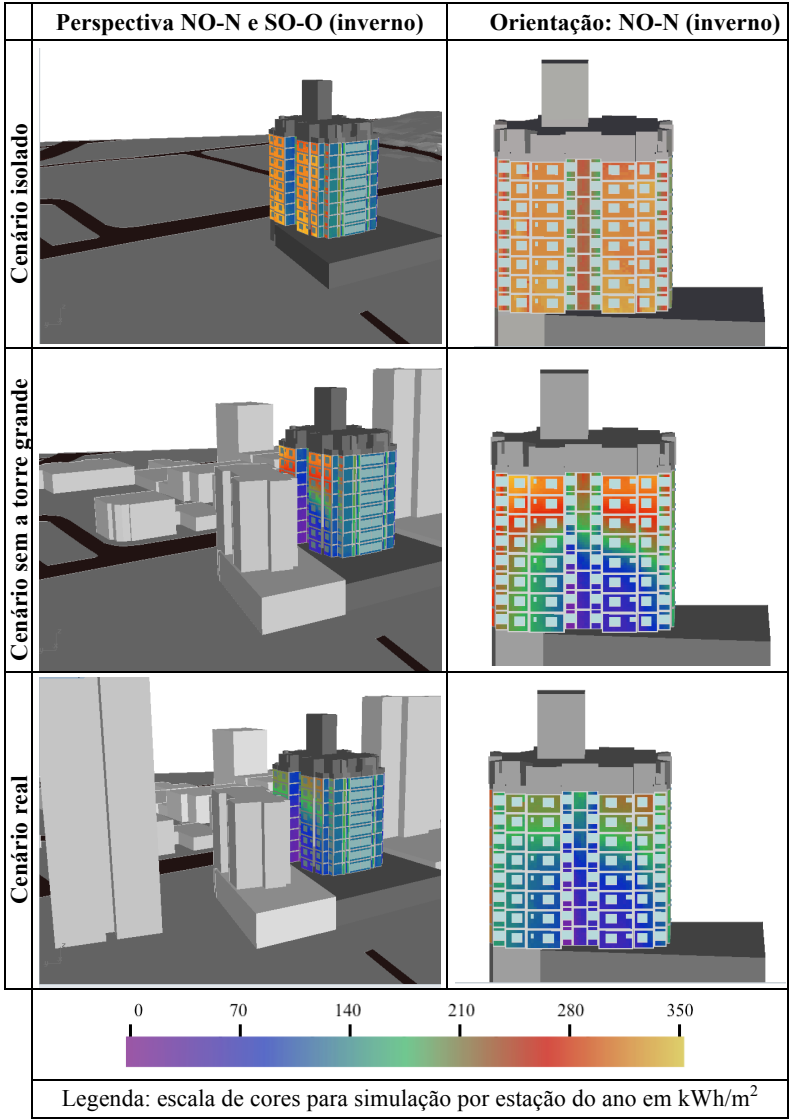 Perspectiva NO-N e SO-O (inverno)
Orientação: NO-N (inverno)
Cenário isolado
Cenário sem a torre grande
Cenário real
0 70 140 210 280 350
Legenda: escala de cores para simulação por estação do ano em kWh/m²